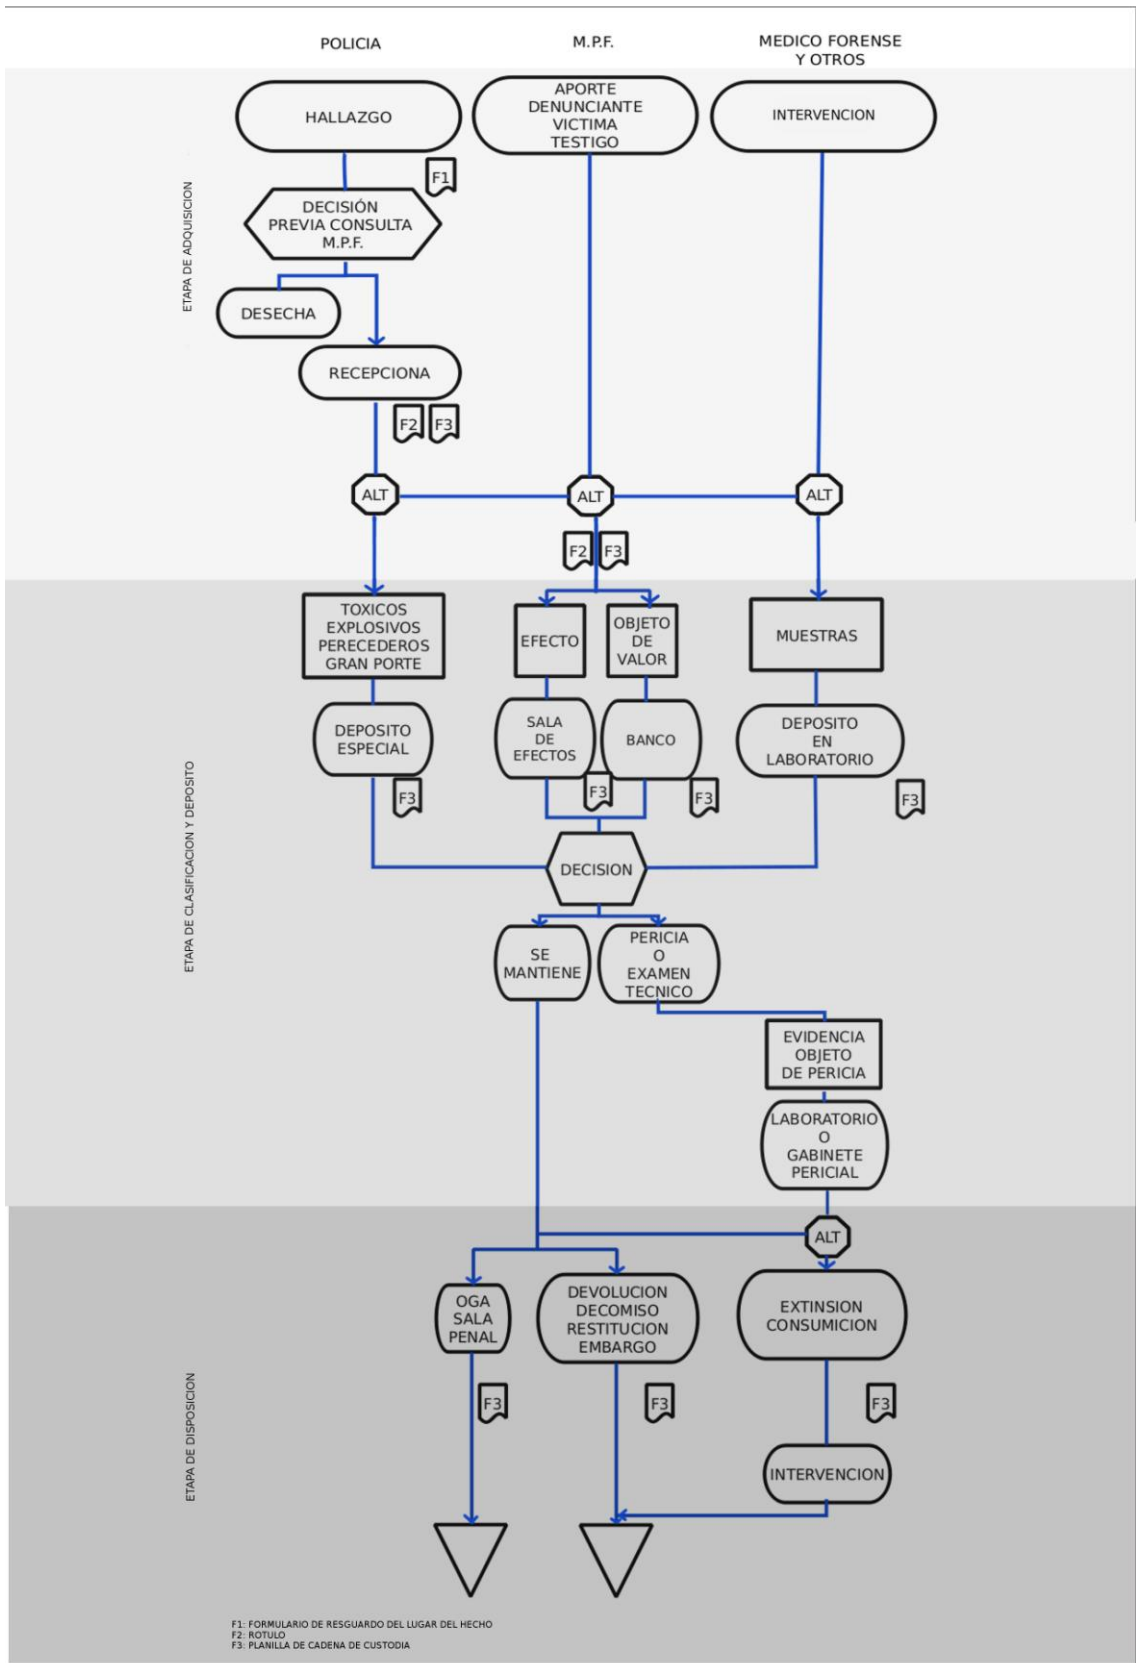 POLICIA
M.P.F.
MEDICO FORENSE
Y OTROS
ETAPA DE ADQUISICION
HALLAZGO
APORTE
DENUNCIANTE
VICTIMA
TESTIGO
INTERVENCION
F1
DECISIÓN
PREVIA CONSULTA
M.P.F.
DESECHA
RECEPCIONA
F2
F3
ALT
ALT
ALT
F2
F3
ETAPA DE CLASIFICACION Y DEPOSITO
TOXICOS
EXPLOSIVOS
PERECEDEROS
GRAN PORTE
EFECTO
OBJETO
DE
VALOR
MUESTRAS
DEPOSITO
ESPECIAL
SALA
DE
EFECTOS
BANCO
DEPOSITO
EN
LABORATORIO
F3
F3
F3
F3
DECISION
SE
MANTIENE
PERICIA
O
EXAMEN
TECNICO
EVIDENCIA
OBJETO
DE PERICIA
LABORATORIO
O
GABINETE
PERICIAL
ETAPA DE DISPOSICION
ALT
OGA
SALA
PENAL
DEVOLUCION
DECOMISO
RESTITUCION
EMBARGO
EXTINSION
CONSUMICION
F3
F3
F3
INTERVENCION
F1: FORMULARIO DE RESGUARDO DEL LUGAR DEL HECHO
F2: ROTULO
F3: PLANILLA DE CADENA DE CUSTODIA